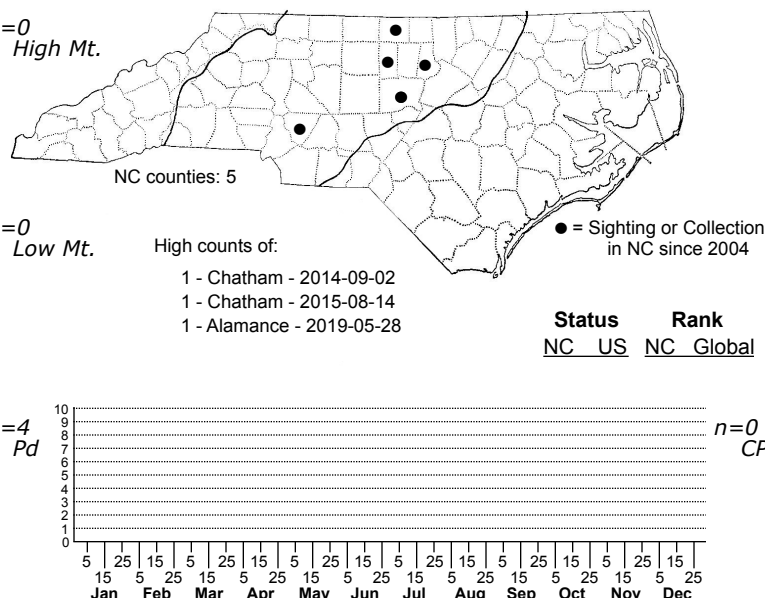 =0
High Mt.
NC counties: 5
=0
Low Mt.
High counts of:
1 - Chatham - 2014-09-02
1 - Chatham - 2015-08-14
1 - Alamance - 2019-05-28
● = Sighting or Collection
in NC since 2004
Status Rank
NC US NC Global
=4
Pd
10
9
8
7
6
5
4
3
2
1
0
n=0
CP
5 25 15 5 25 15 5 25 15 5 25 15 5 25 15 5 25 15
15 5 25 15 5 25 15 5 25 15 5 25 15 5 25 15 5 25
Jan Feb Mar Apr May Jun Jul Aug Sep Oct Nov Dec